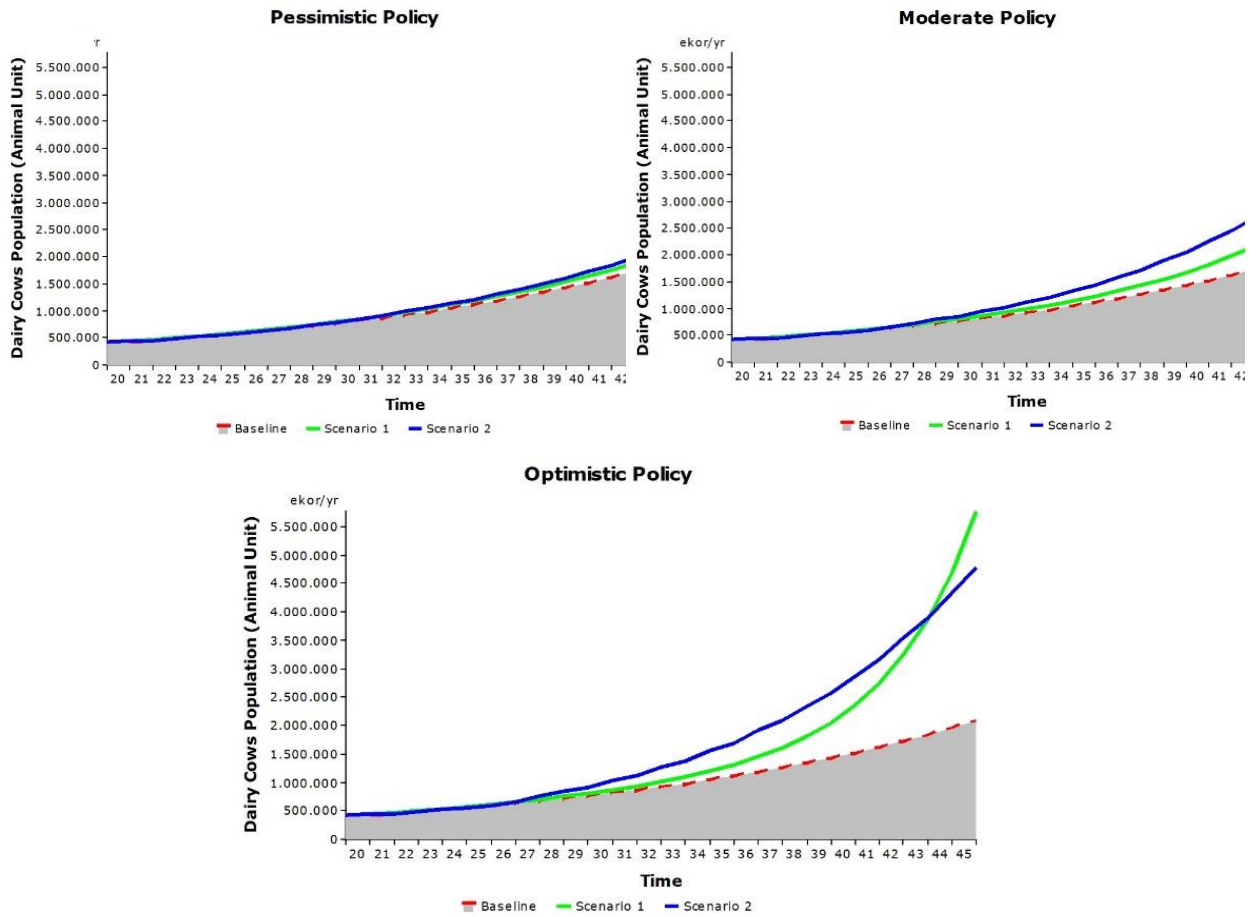 Pessimistic Policy
r
Dairy Cows Population (Animal Unit)
5.500.000
5.000.000
4.500.000
4.000.000
3.500.000
3.000.000
2.500.000
2.000.000
1.500.000
1.000.000
500.000
0
20 21 22 23 24 25 26 27 28 29 30 31 32 33 34 35 36 37 38 39 40 41 42
Time
Baseline Scenario 1 Scenario 2
Moderate Policy
ekor/yr
Dairy Cows Population (Animal Unit)
5.500.000
5.000.000
4.500.000
4.000.000
3.500.000
3.000.000
2.500.000
2.000.000
1.500.000
1.000.000
500.000
0
20 21 22 23 24 25 26 27 28 29 30 31 32 33 34 35 36 37 38 39 40 41 42
Time
Baseline Scenario 1 Scenario 2
Optimistic Policy
ekor/yr
Dairy Cows Population (Animal Unit)
5.500.000
5.000.000
4.500.000
4.000.000
3.500.000
3.000.000
2.500.000
2.000.000
1.500.000
1.000.000
500.000
0
20 21 22 23 24 25 26 27 28 29 30 31 32 33 34 35 36 37 38 39 40 41 42 43 44 45
Time
Baseline Scenario 1 Scenario 2